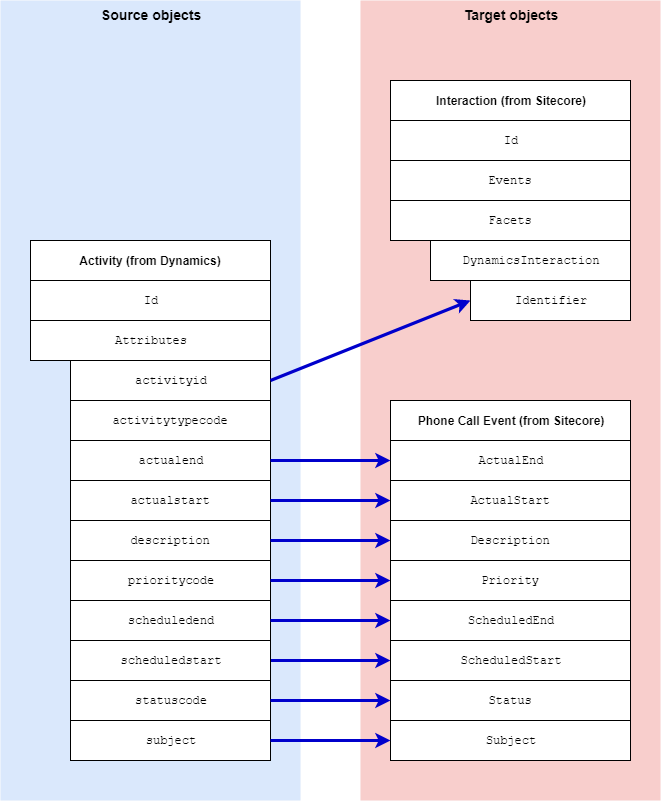 Source objects
Target objects
Interaction (from Sitecore)
Id
Events
Facets
DynamicsInteraction
Identifier
Activity (from Dynamics)
Id
Attributes
activityid
activitytypecode
actualend
actualstart
description
prioritycode
scheduledend
scheduledstart
statuscode
subject
Phone Call Event (from Sitecore)
ActualEnd
ActualStart
Description
Priority
ScheduledEnd
ScheduledStart
Status
Subject